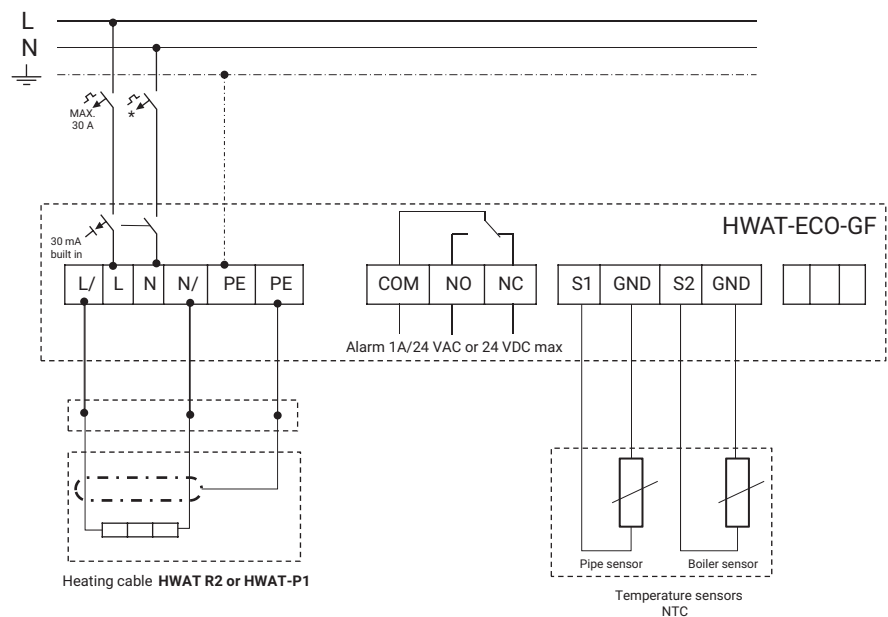 L
N
MAX.
30 A
*
HWAT-ECO-GF
30 mA
built in
L/ L N N/ PE PE
COM NO NC
S1 GND S2 GND
Alarm 1A/24 VAC or 24 VDC max
Pipe sensor
Boiler sensor
Heating cable HWAT R2 or HWAT-P1
Temperature sensors
NTC